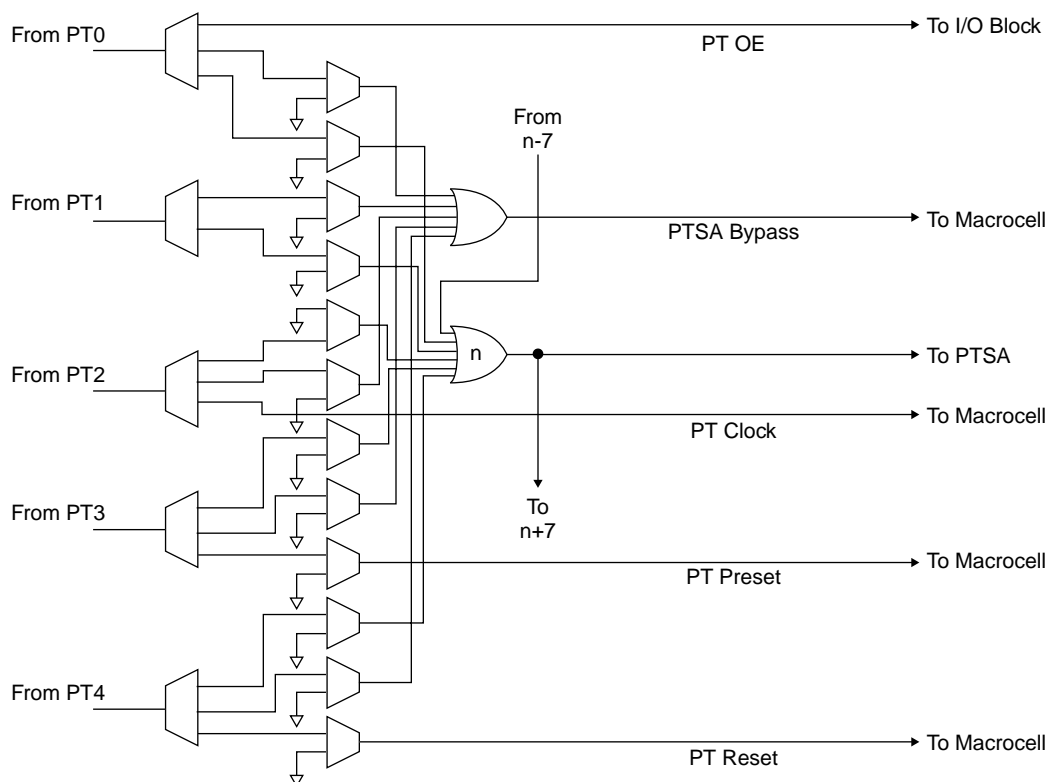 From PT0
To I/O Block
PT OE
From
n-7
From PT1
To Macrocell
PTSA Bypass
n
To PTSA
From PT2
To Macrocell
PT Clock
From PT3
To
n+7
To Macrocell
PT Preset
From PT4
To Macrocell
PT Reset